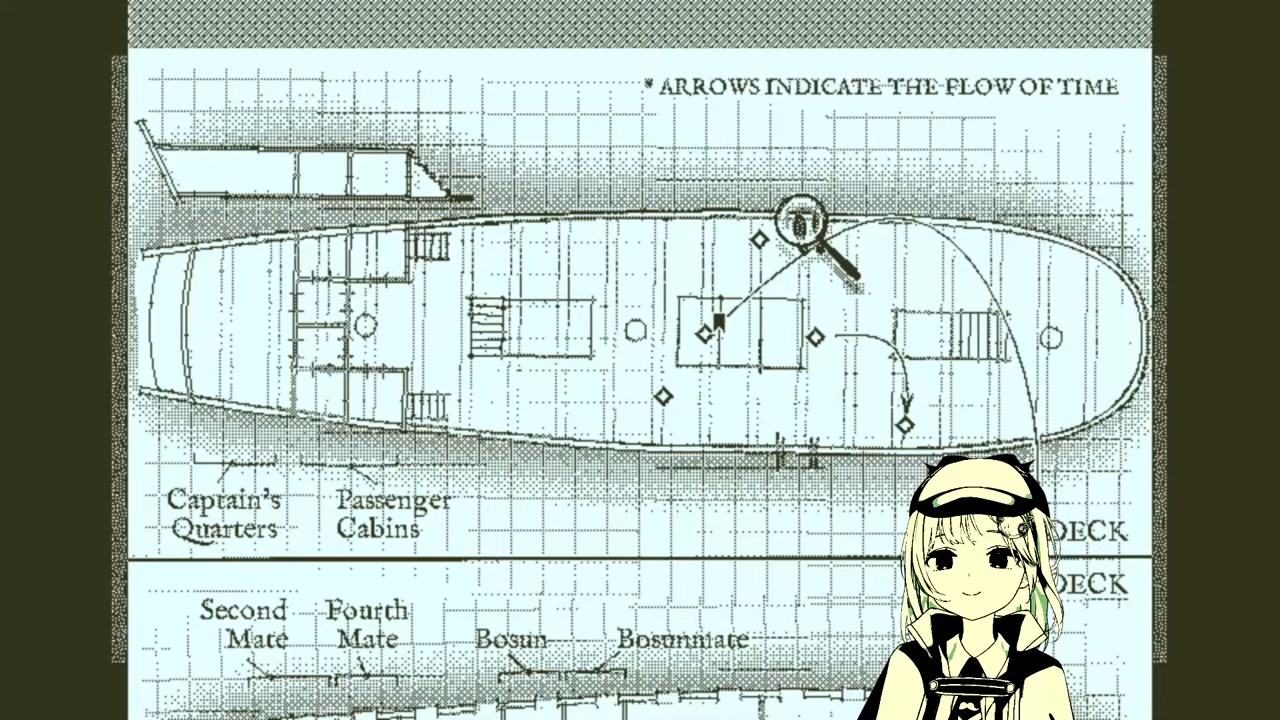 * ARROWS INDICATE THE FLOW OF TIME
Captain's
Quarters
Passenger
Cabins
DECK
DECK
Second
Mate
Fourth
Mate
Bosun
Bosunmate